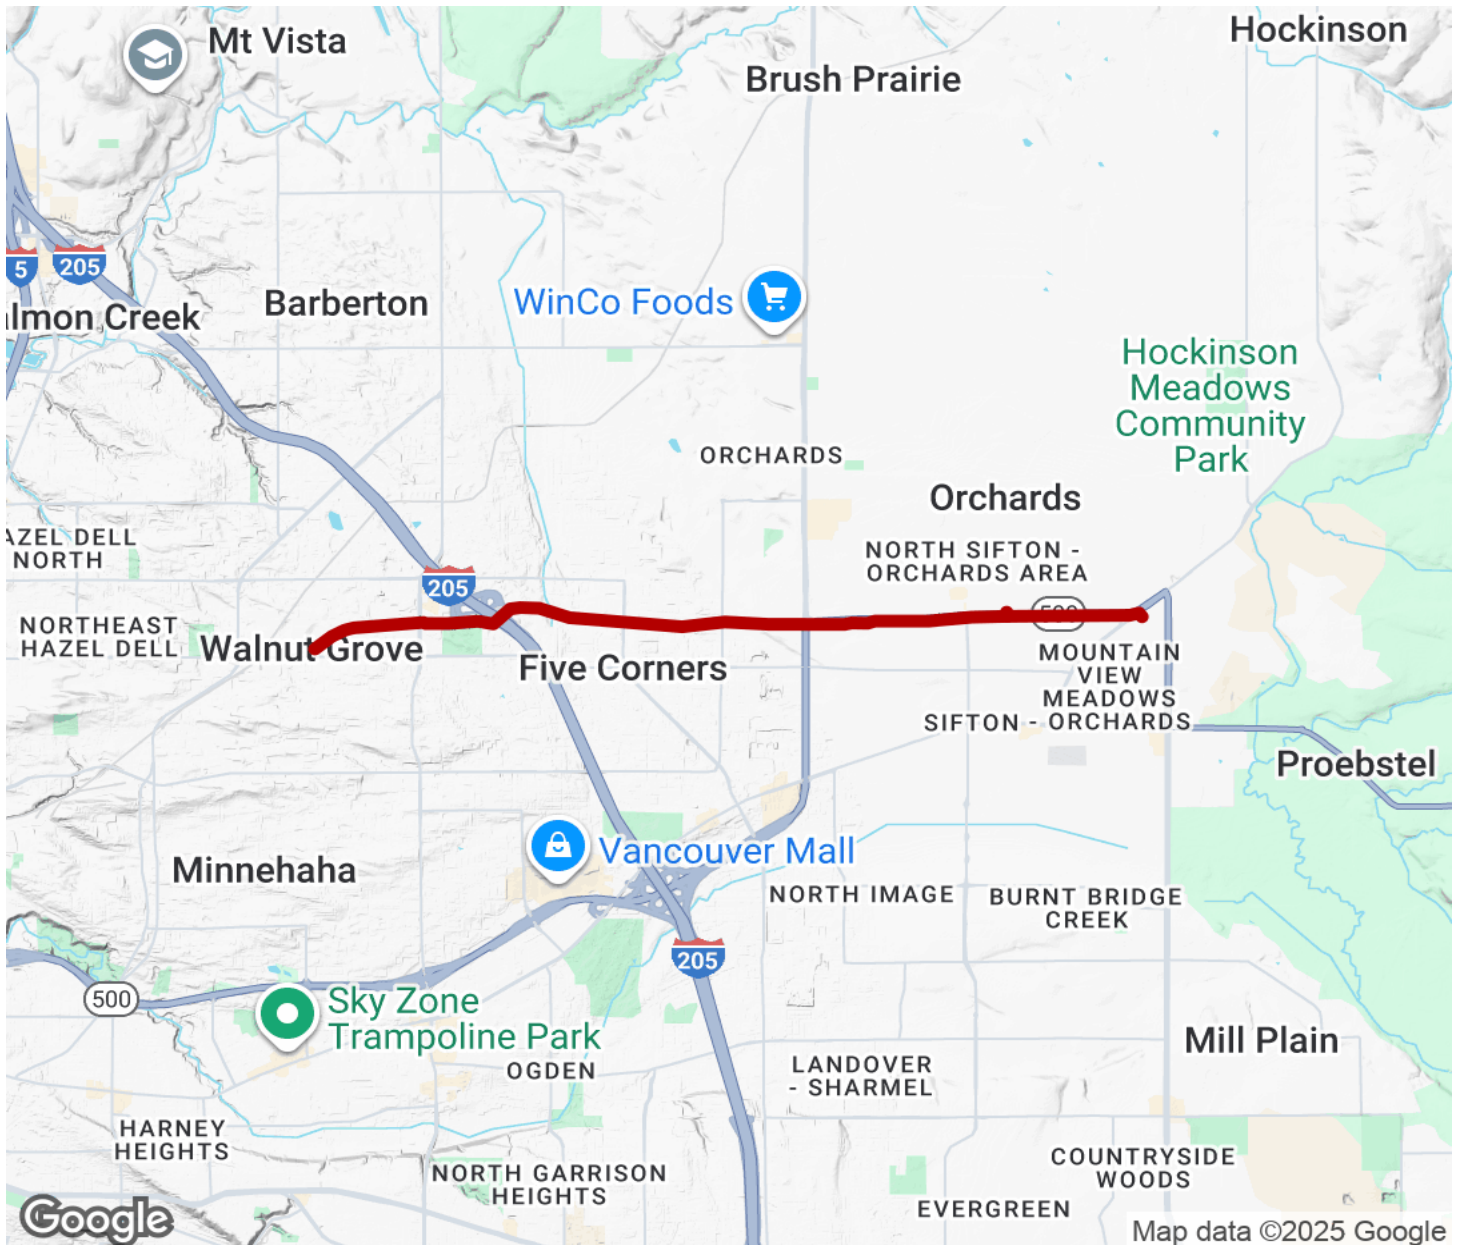 Mt Vista
Hockinson
Brush Prairie
5
205
almon Creek
Barberton
WinCo Foods
Hockinson
Meadows
Community
Park
ORCHARDS
Orchards
AZEL DELL
NORTH
NORTH SIFTON -
ORCHARDS AREA
205
500
NORTHEAST
HAZEL DELL
Walnut Grove
Five Corners
MOUNTAIN
VIEW
MEADOWS
SIFTON - ORCHARDS
Proebstel
Vancouver Mall
Minnehaha
NORTH IMAGE
BURNT BRIDGE
CREEK
205
500
Sky Zone
Trampoline Park
OGDEN
LANDOVER
- SHARMEL
Mill Plain
HARNEY
HEIGHTS
NORTH GARRISON
HEIGHTS
COUNTRYSIDE
WOODS
EVERGREEN
Google
Map data ©2025 Google